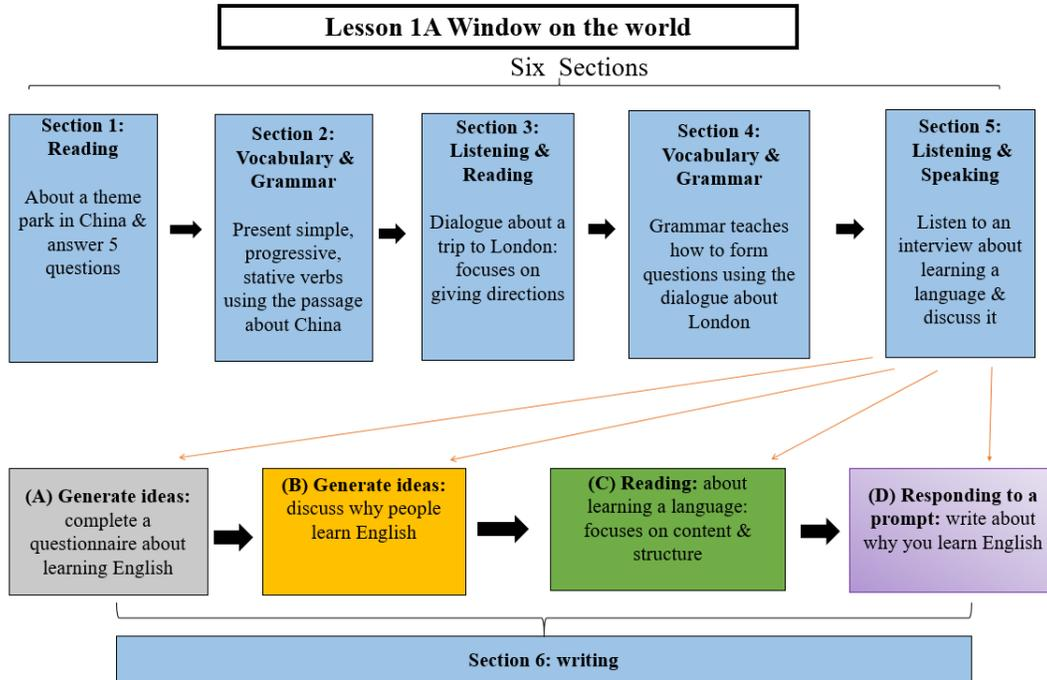 Lesson 1A Window on the world
Six Sections
Section 1:
Reading
About a theme
park in China &
answer 5
questions
Section 2:
Vocabulary &
Grammar
Present simple,
progressive,
stative verbs
using the passage
about China
Section 3:
Listening &
Reading
Dialogue about a
trip to London:
focuses on
giving directions
Section 4:
Vocabulary &
Grammar
Grammar teaches
how to form
questions using the
dialogue about
London
Section 5:
Listening &
Speaking
Listen to an
interview about
learning a
language &
discuss it
(A) Generate ideas:
complete a
questionnaire about
learning English
(B) Generate ideas:
discuss why people
learn English
(C) Reading: about
learning a language:
focuses on content &
structure
(D) Responding to a
prompt: write about
why you learn English
Section 6: writing